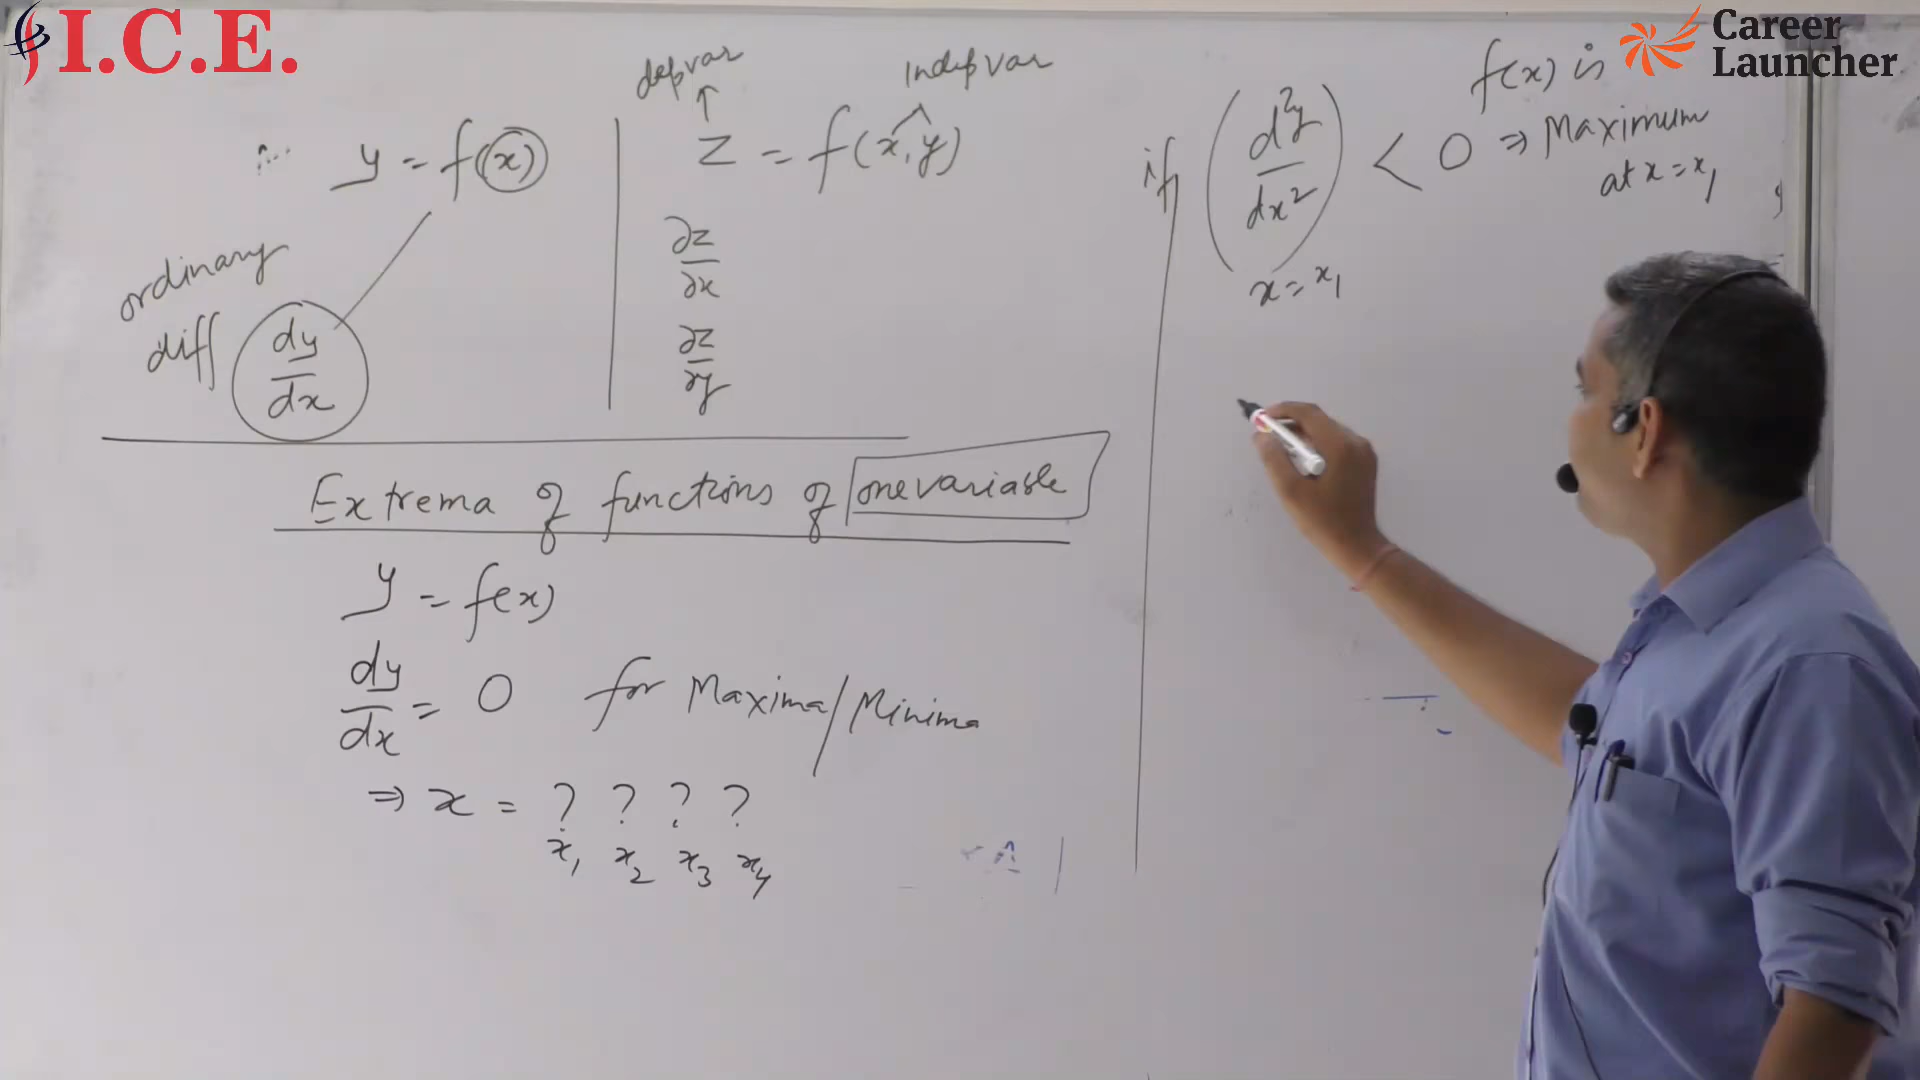 I.C.E.
Career
Launcher
y = f(x)
ordinary
diff
dy/dx
dep var
Indep var
↑
z = f(x, y)
∂z/∂x
∂z/∂y
Extrema of functions of one variable
y = f(x)
dy/dx = 0 for Maxima/Minima
⇒ x = ? ? ? ?
x₁ x₂ x₃ x₄
f(x) is
if (d²y/dx²) < 0 ⇒ Maximum
at x = x₁
x = x₁